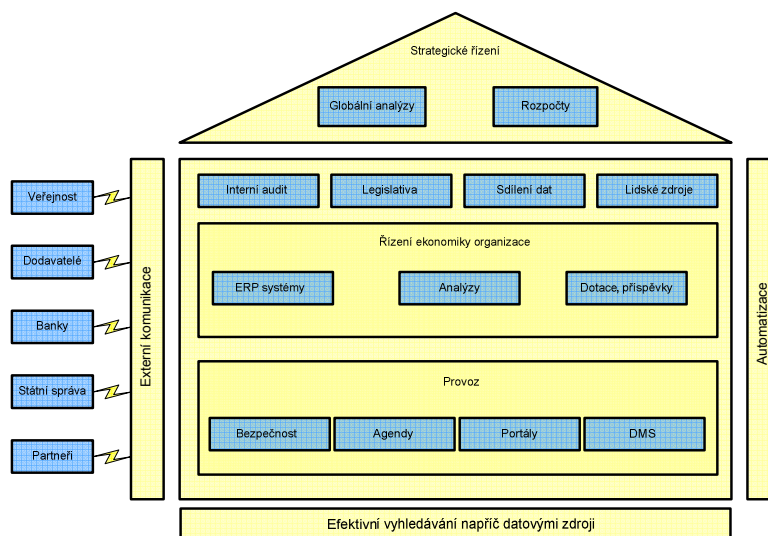 Strategické řízení
Globální analýzy
Rozpočty
Veřejnost
Dodavatelé
Banky
Státní správa
Partneři
Externí komunikace
Interní audit
Legislativa
Sdílení dat
Lidské zdroje
Řízení ekonomiky organizace
ERP systémy
Analýzy
Dotace, příspěvky
Provoz
Bezpečnost
Agendy
Portály
DMS
Automatizace
Efektivní vyhledávání napříč datovými zdroji